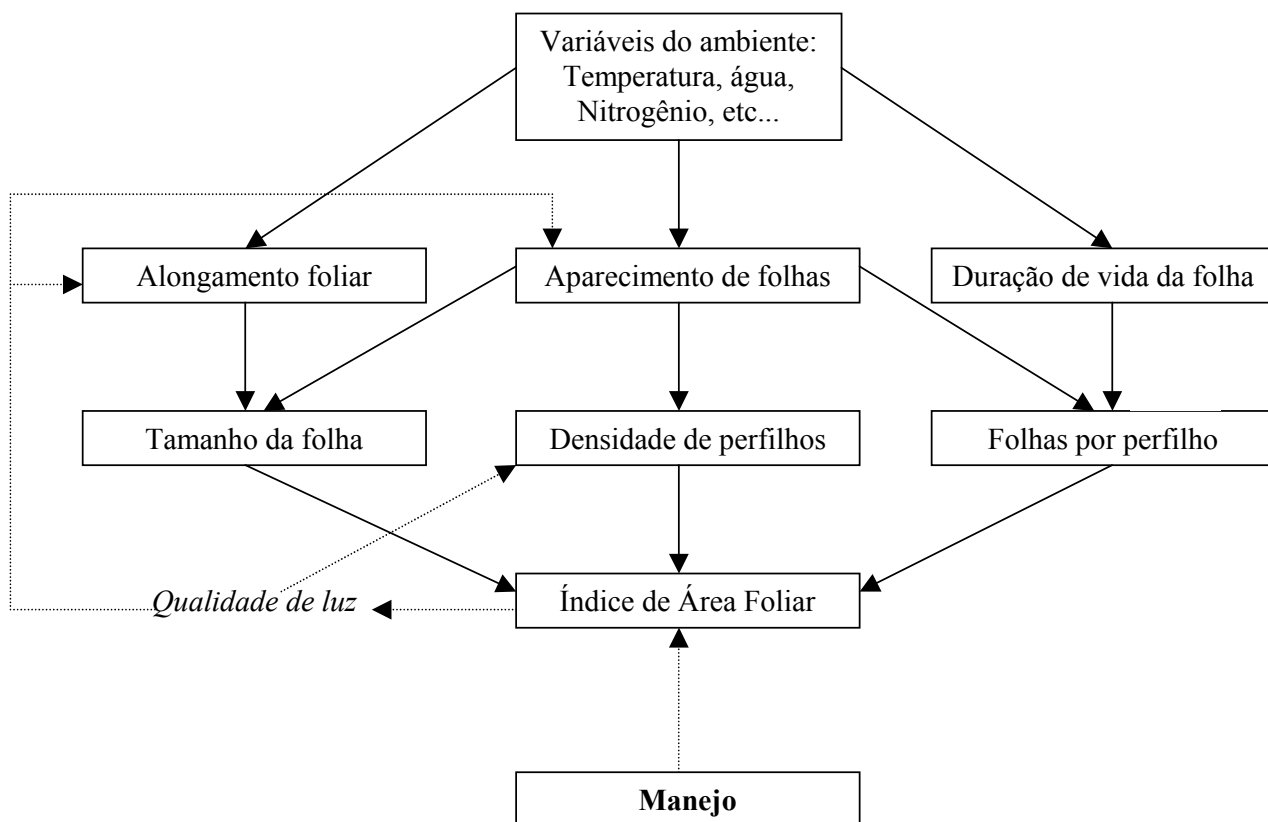 Variáveis do ambiente:
Temperatura, água,
Nitrogênio, etc...
Alongamento foliar
Aparecimento de folhas
Duração de vida da folha
Tamanho da folha
Densidade de perfilhos
Folhas por perfilho
Qualidade de luz
Índice de Área Foliar
Manejo